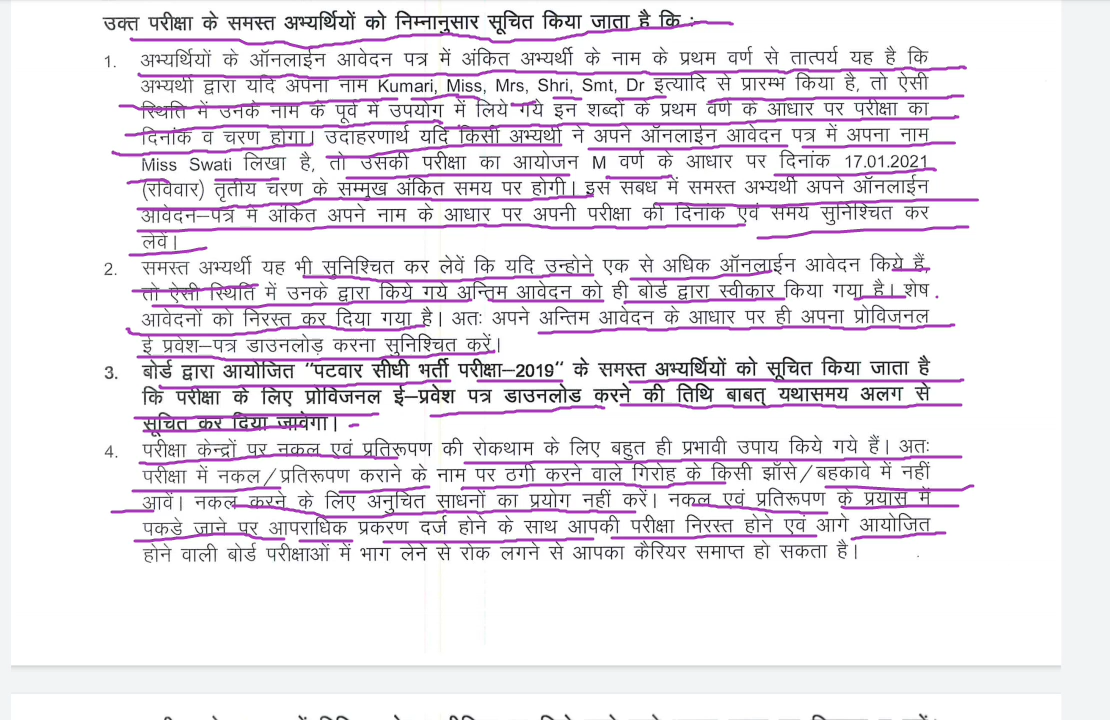 उक्त परीक्षा के समस्त अभ्यर्थियों को निम्नानुसार सूचित किया जाता है कि :
1. अभ्यर्थियों के ऑनलाईन आवेदन पत्र में अंकित अभ्यर्थी के नाम के प्रथम वर्ण से तात्पर्य यह है कि
अभ्यर्थी द्वारा यदि अपना नाम Kumari, Miss, Mrs, Shri, Smt, Dr इत्यादि से प्रारम्भ किया है, तो ऐसी
स्थिति में उनके नाम के पूर्व में उपयोग में लिये गये इन शब्दों के प्रथम वर्ण के आधार पर परीक्षा का
दिनांक व चरण होगा। उदाहरणार्थ यदि किसी अभ्यर्थी ने अपने ऑनलाईन आवेदन पत्र में अपना नाम
Miss Swati लिखा है, तो उसकी परीक्षा का आयोजन M वर्ण के आधार पर दिनांक 17.01.2021
(रविवार) तृतीय चरण के सम्मुख अंकित समय पर होगी। इस संबंध में समस्त अभ्यर्थी अपने ऑनलाईन
आवेदन–पत्र में अंकित अपने नाम के आधार पर अपनी परीक्षा की दिनांक एवं समय सुनिश्चित कर
लेवें।
2. समस्त अभ्यर्थी यह भी सुनिश्चित कर लेवें कि यदि उन्होने एक से अधिक ऑनलाईन आवेदन किये हैं,
तो ऐसी स्थिति में उनके द्वारा किये गये अन्तिम आवेदन को ही बोर्ड द्वारा स्वीकार किया गया है। शेष
आवेदनों को निरस्त कर दिया गया है। अतः अपने अन्तिम आवेदन के आधार पर ही अपना प्रोविजनल
ई प्रवेश–पत्र डाउनलोड़ करना सुनिश्चित करें।
3. बोर्ड द्वारा आयोजित "पटवार सीधी भर्ती परीक्षा–2019" के समस्त अभ्यर्थियों को सूचित किया जाता है
कि परीक्षा के लिए प्रोविजनल ई–प्रवेश पत्र डाउनलोड करने की तिथि बाबत् यथासमय अलग से
सूचित कर दिया जावेगा।
4. परीक्षा केन्द्रों पर नकल एवं प्रतिरूपण की रोकथाम के लिए बहुत ही प्रभावी उपाय किये गये हैं। अतः
परीक्षा में नकल/प्रतिरूपण कराने के नाम पर ठगी करने वाले गिरोह के किसी झाँसे/बहकावे में नहीं
आवें। नकल करने के लिए अनुचित साधनों का प्रयोग नहीं करें। नकल एवं प्रतिरूपण के प्रयास में
पकडे जाने पर आपराधिक प्रकरण दर्ज होने के साथ आपकी परीक्षा निरस्त होने एवं आगे आयोजित
होने वाली बोर्ड परीक्षाओं में भाग लेने से रोक लगने से आपका कैरियर समाप्त हो सकता है।